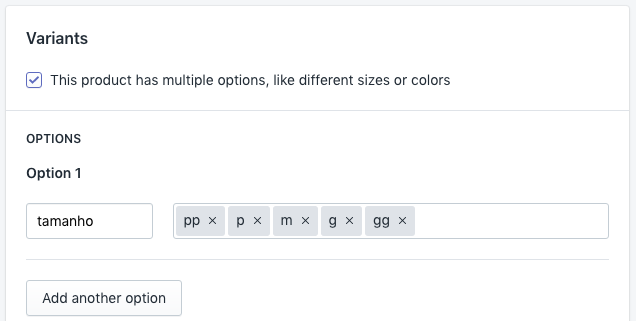 Variants
This product has multiple options, like different sizes or colors
OPTIONS
Option 1
tamanho pp × p × m × g × gg ×
Add another option